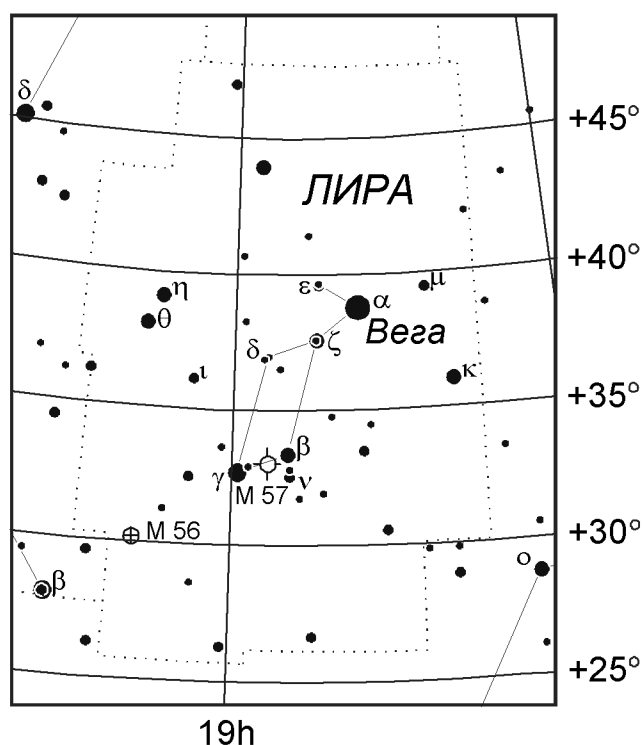 δ
+45°
ЛИРА
+40°
ε
α
μ
η
θ
Вега
ζ
δ
ι
κ
+35°
β
γ
M 57
ν
M 56
+30°
ο
β
+25°
19h